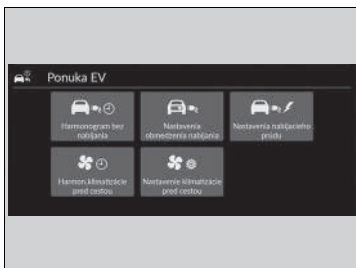 Ponuka EV
Harmonogram bez
nabíjania
Nastavenia
obmedzenia nabíjania
Nastavenia nabíjacieho
prúdu
Harmon.klimatizácie
pred cestou
Nastavenie klimatizácie
pred cestou